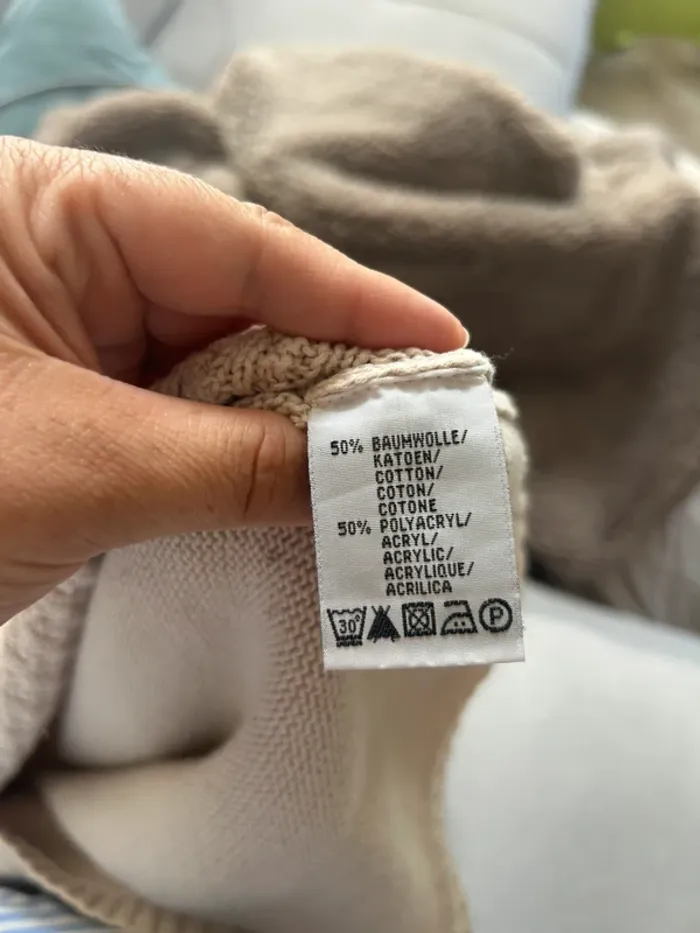 50% BAUMWOLLE/
KATOEN/
COTTON/
COTON/
COTONE
50% POLYACRYL/
ACRYL/
ACRYLIC/
ACRYLIQUE/
ACRILICA
30° P